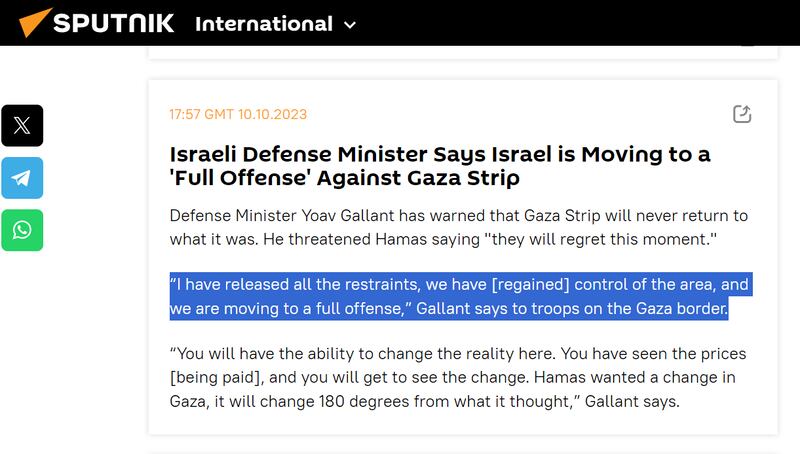 SPUTNIK International
17:57 GMT 10.10.2023
Israeli Defense Minister Says Israel is Moving to a
'Full Offense' Against Gaza Strip
Defense Minister Yoav Gallant has warned that Gaza Strip will never return to
what it was. He threatened Hamas saying "they will regret this moment."
“I have released all the restraints, we have [regained] control of the area, and
we are moving to a full offense,” Gallant says to troops on the Gaza border.
“You will have the ability to change the reality here. You have seen the prices
[being paid], and you will get to see the change. Hamas wanted a change in
Gaza, it will change 180 degrees from what it thought,” Gallant says.